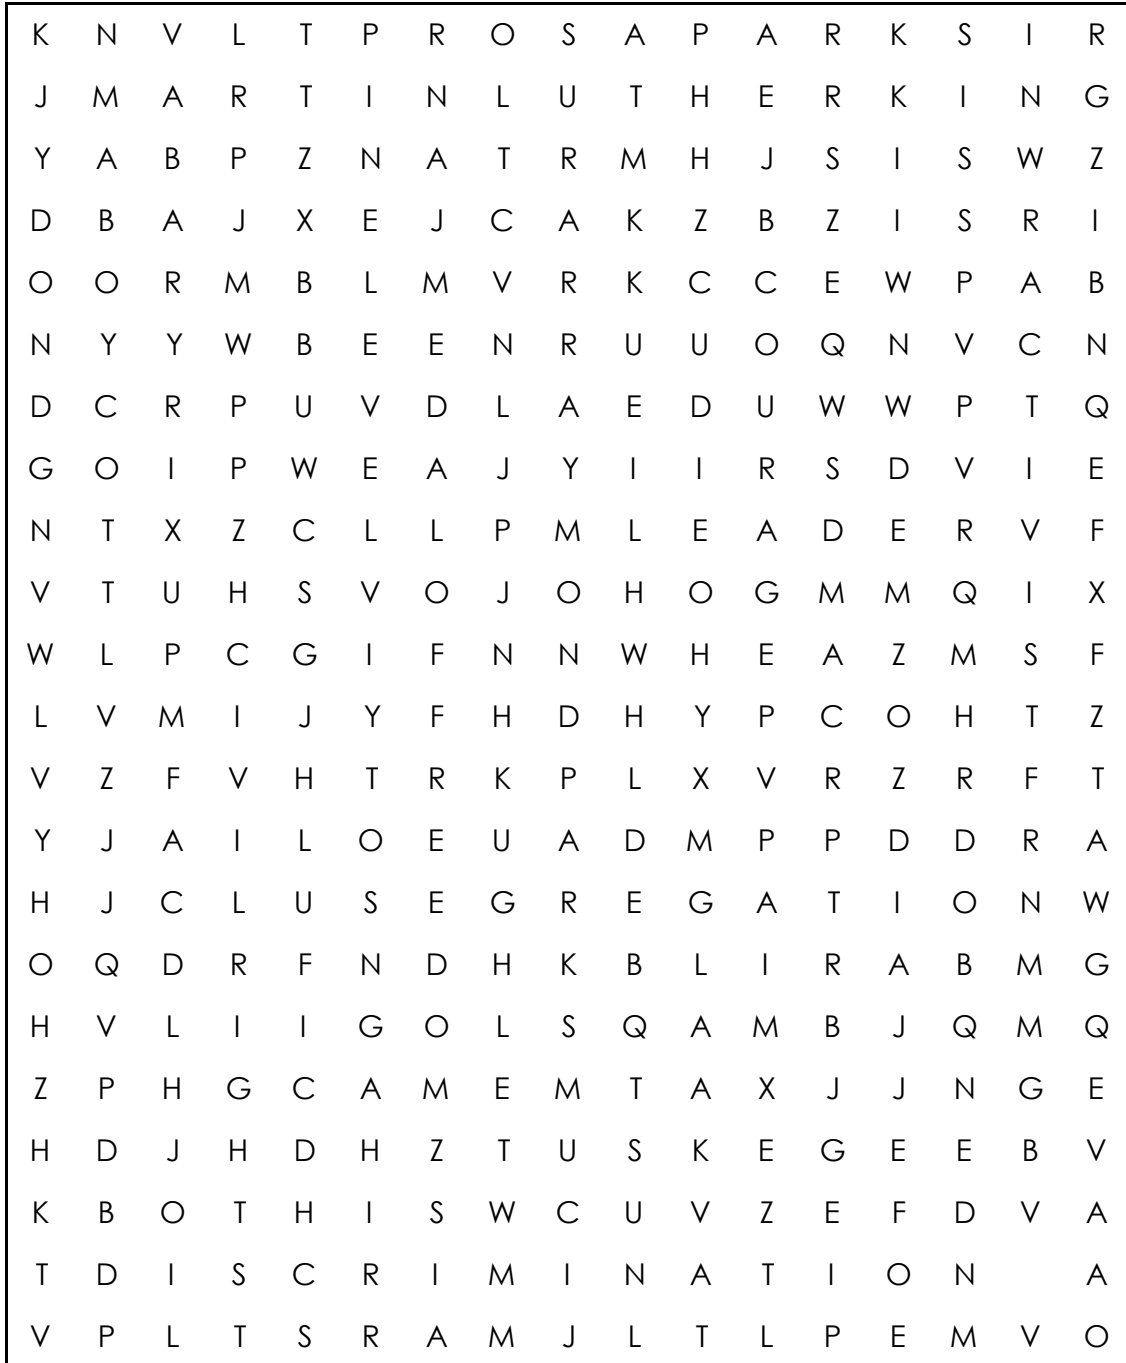 K N V L T P R O S A P A R K S I R
J M A R T I N L U T H E R K I N G
Y A B P Z N A T R M H J S I S W Z
D B A J X E J C A K Z B Z I S R I
O O R M B L M V R K C C E W P A B
N Y Y W B E E N R U U O Q N V C N
D C R P U V D L A E D U W W P T Q
G O I P W E A J Y I I R S D V I E
N T X Z C L L P M L E A D E R V F
V T U H S V O J O H O G M M Q I X
W L P C G I F N N W H E A Z M S F
L V M I J Y F H D H Y P C O H T Z
V Z F V H T R K P L X V R Z R F T
Y J A I L O E U A D M P P D D R A
H J C L U S E G R E G A T I O N W
O Q D R F N D H K B L I R A B M G
H V L I I G O L S Q A M B J Q M Q
Z P H G C A M E M T A X J J N G E
H D J H D H Z T U S K E G E E B V
K B O T H I S W C U V Z E F D V A
T D I S C R I M I N A T I O N A
V P L T S R A M J L T L P E M V O